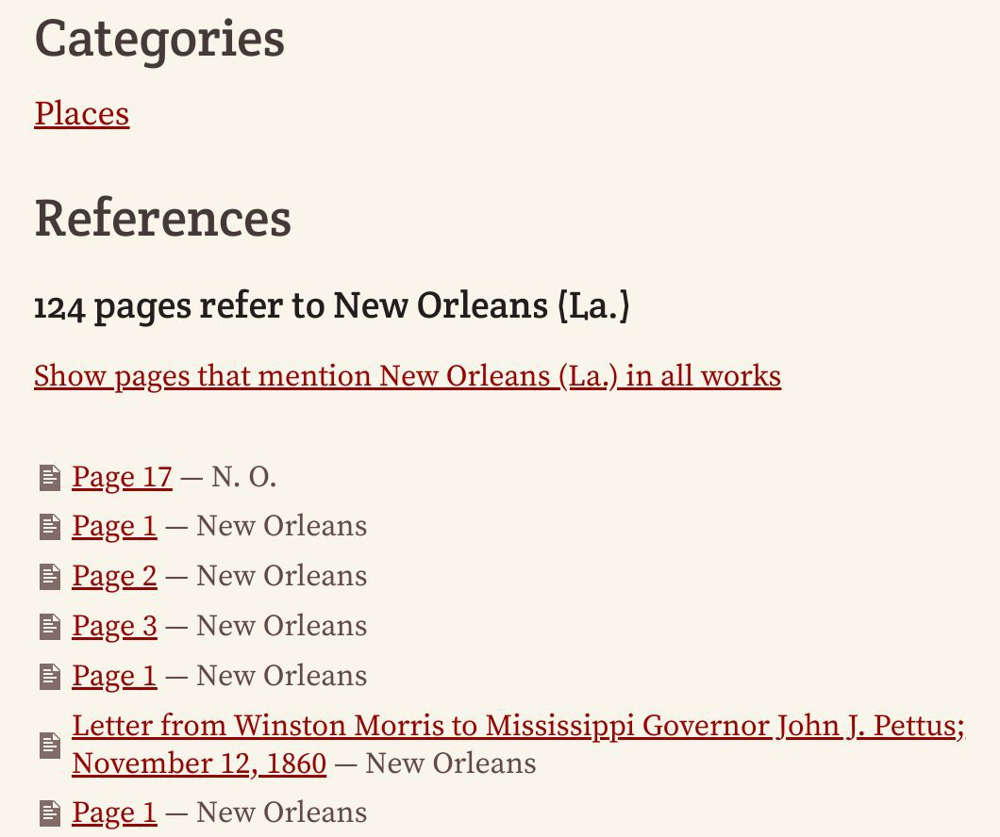 Categories
Places
References
124 pages refer to New Orleans (La.)
Show pages that mention New Orleans (La.) in all works
Page 17 — N. O.
Page 1 — New Orleans
Page 2 — New Orleans
Page 3 — New Orleans
Page 1 — New Orleans
Letter from Winston Morris to Mississippi Governor John J. Pettus;
November 12, 1860 — New Orleans
Page 1 — New Orleans